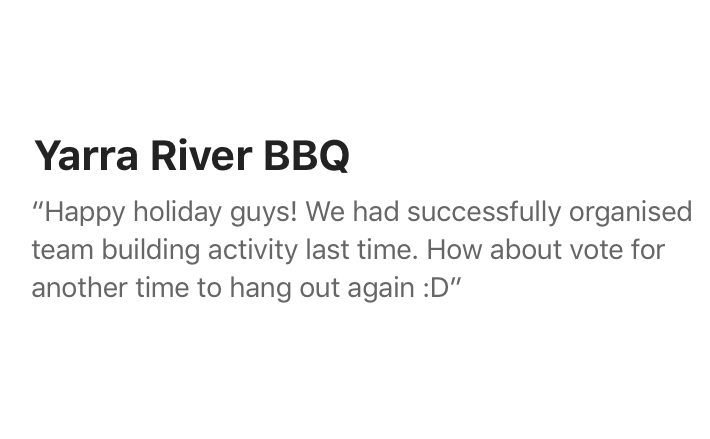 Yarra River BBQ
“Happy holiday guys! We had successfully organised
team building activity last time. How about vote for
another time to hang out again :D”